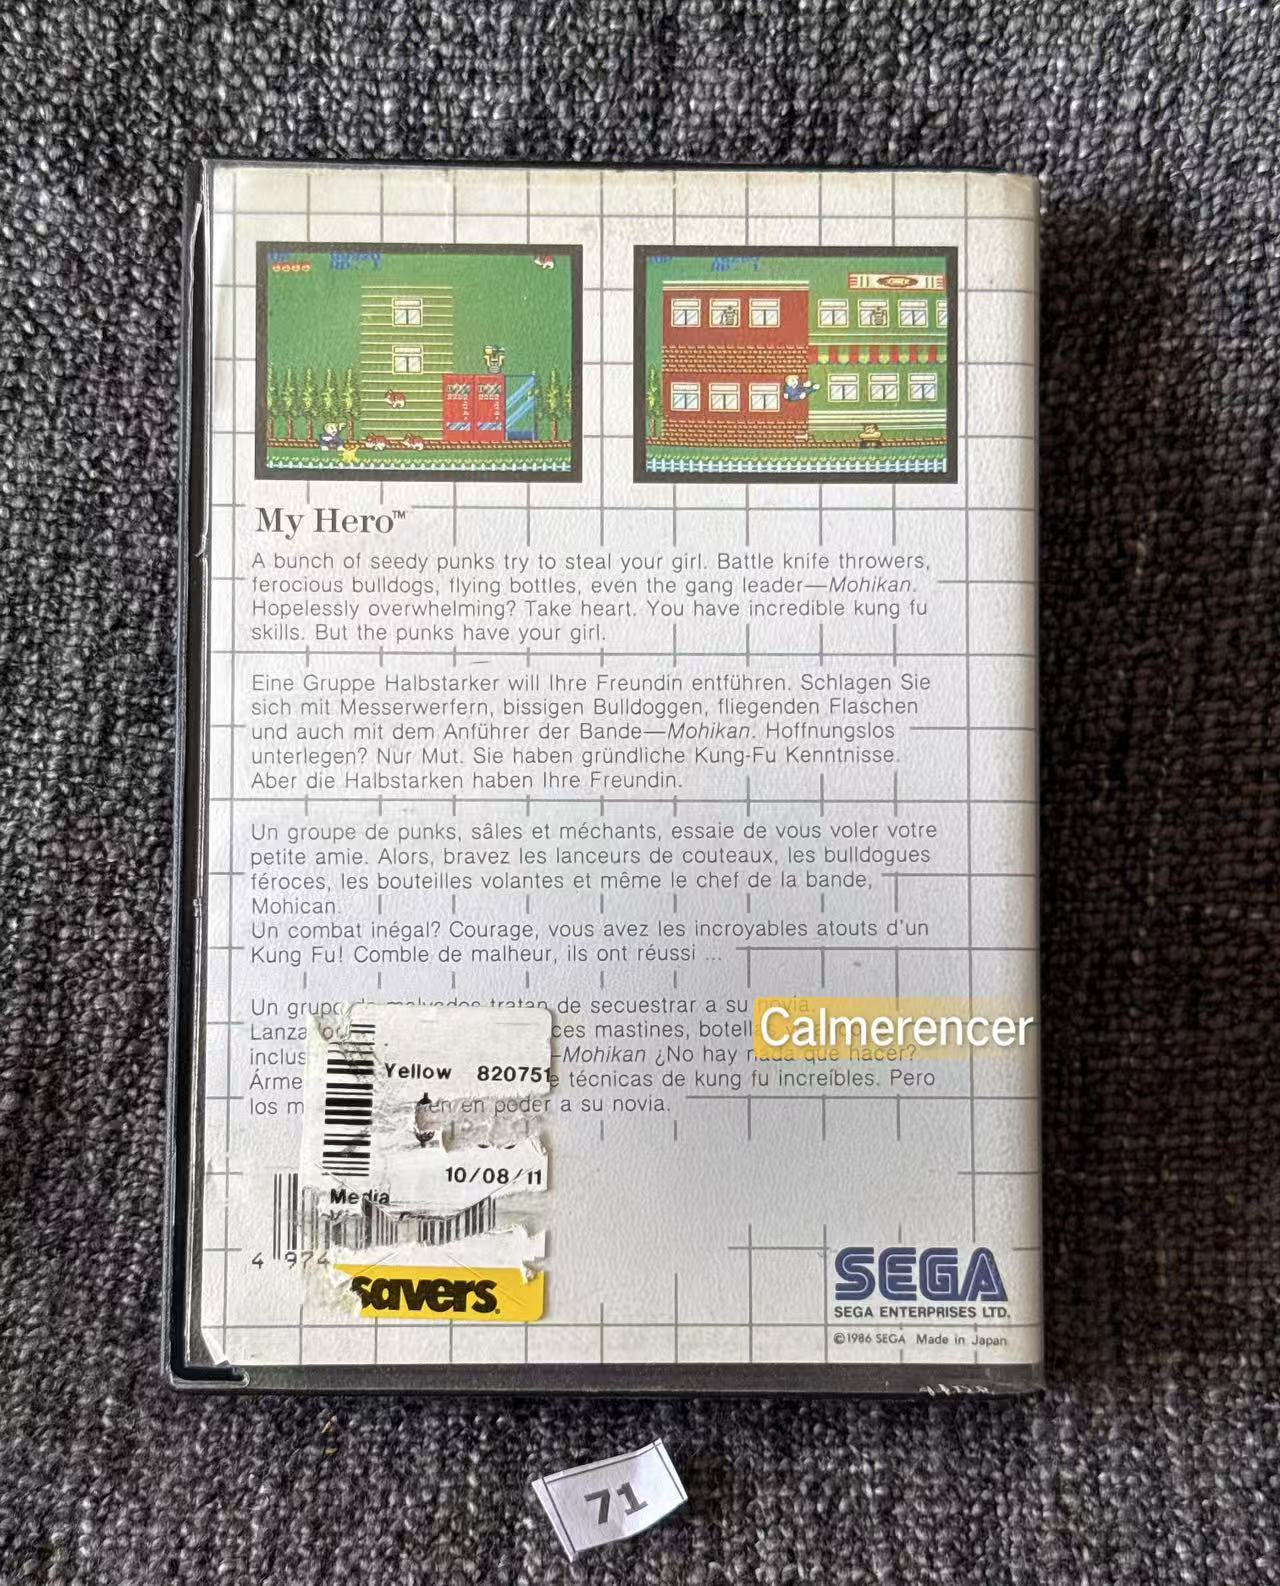 My Hero™
A bunch of seedy punks try to steal your girl. Battle knife throwers,
ferocious bulldogs, flying bottles, even the gang leader—Mohikan.
Hopelessly overwhelming? Take heart. You have incredible kung fu
skills. But the punks have your girl.
Eine Gruppe Halbstarker will Ihre Freundin entführen. Schlagen Sie
sich mit Messerwerfern, bissigen Bulldoggen, fliegenden Flaschen
und auch mit dem Anführer der Bande—Mohikan. Hoffnungslos
unterlegen? Nur Mut. Sie haben gründliche Kung-Fu Kenntnisse.
Aber die Halbstarken haben Ihre Freundin.
Un groupe de punks, sâles et méchants, essaie de vous voler votre
petite amie. Alors, bravez les lanceurs de couteaux, les bulldogues
féroces, les bouteilles volantes et même le chef de la bande,
Mohican.
Un combat inégal? Courage, vous avez les incroyables atouts d'un
Kung Fu! Comble de malheur, ils ont réussi ...
Un grupo de malvados tratan de secuestrar a su novia.
mastines,
Calmerencer
Mohikan ¿No hay nada que hacer?
técnicas de kung fu increíbles. Pero
los en poder a su novia.
Yellow 820751
10/08/11
Media
4 974
savers.
SEGA
SEGA ENTERPRISES LTD.
©1986 SEGA Made in Japan
71